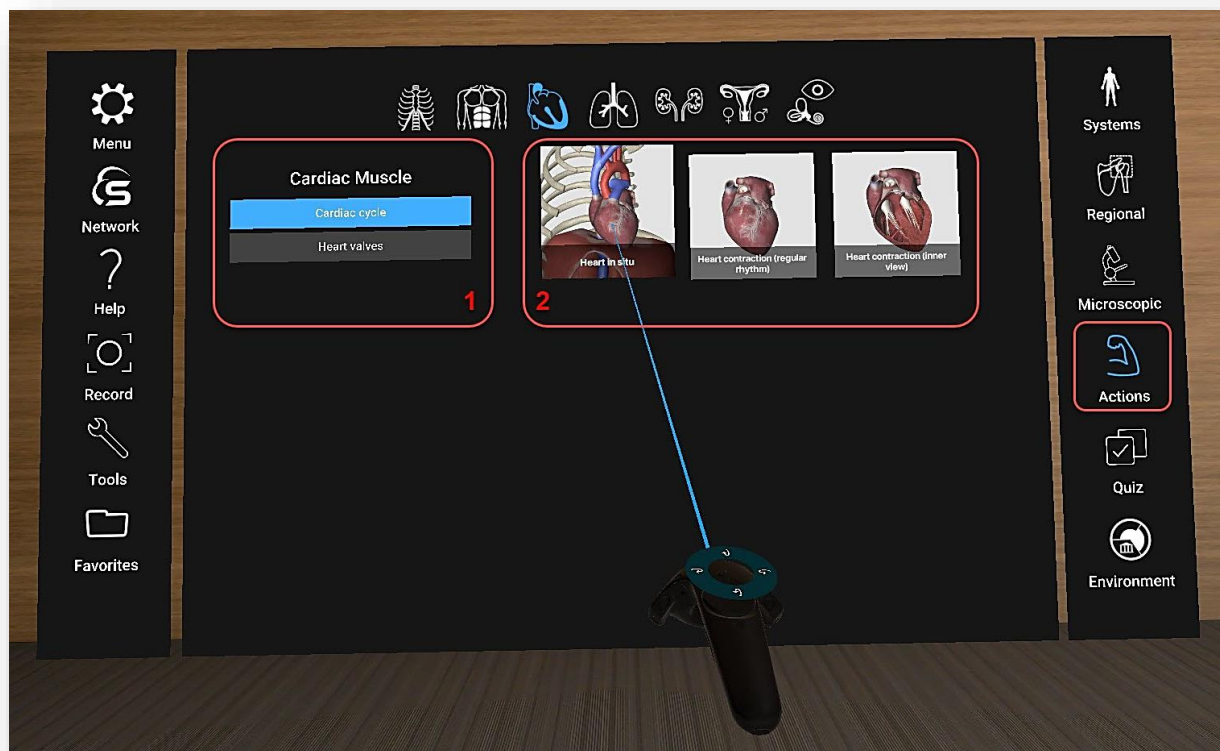 Menu
Network
Help
Record
Tools
Favorites
Cardiac Muscle
Cardiac cycle
Heart valves
1
Heart in situ
Heart contraction (regular
rhythm)
Heart contraction (inner
view)
2
Systems
Regional
Microscopic
Actions
Quiz
Environment